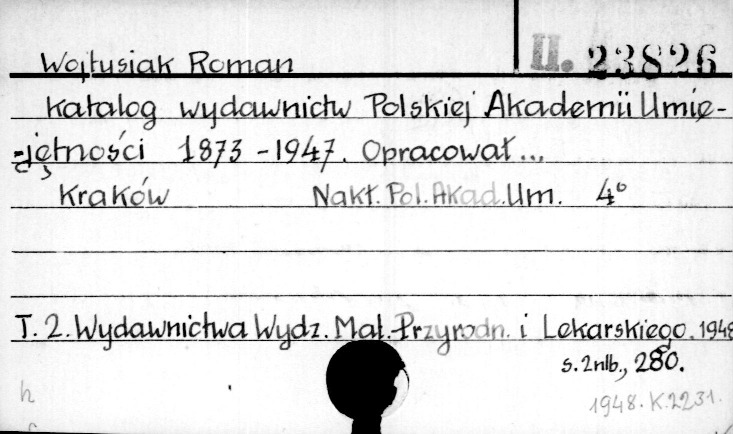 Wojtusiak Roman II. 23826
Katalog wydawnictw Polskiej Akademii Umie-
-jętności 1873-1947. Opracował...
Kraków Nakł. Pol. Akad. Um. 4°
T. 2. Wydawnictwa Wydz. Mat. Przyrodn. i Lekarskiego. 1948
s. 2nlb., 280.
h 1948. K. 2231.